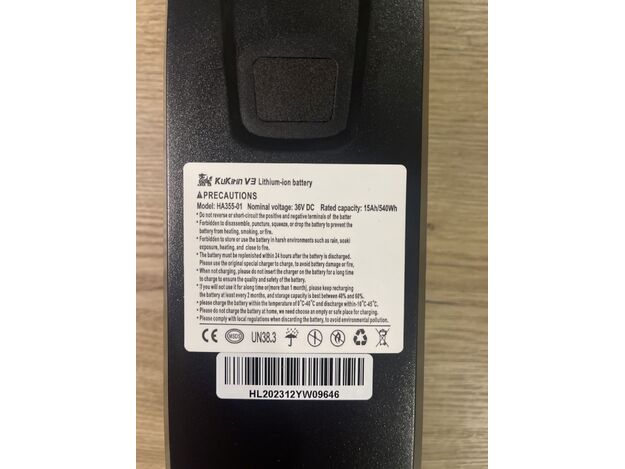 KuKirin V3 Lithium-ion battery
⚠PRECAUTIONS
Model: HA355-01 Nominal voltage: 36V DC Rated capacity: 15Ah/540Wh
* Do not reverse or short-circuit the positive and negative terminals of the batter
* Forbidden to disassemble, puncture, squeeze, or drop the battery to prevent the
battery from heating, smoking, or fire.
* Forbidden to store or use the battery in harsh environments such as rain, soaki
exposure, heating, and close to fire.
* The battery must be replenished within 24 hours after the battery is discharged.
Please use the original special charger to charge, to avoid battery damage or fire,
* When not charging, please do not insert the charger on the battery for a long time
to charge to ensure the quality and safety of the battery.
* If you will not use it for along time or(more than 1 month), please keep recharging
the battery at least every 2 months, and storage capacity is best between 40% and 60%.
* please charge the battery within the temperature of 0°C-40°C and discharge within-10°C-45°C.
* Please do not charge the battery at home, we need choose an empty or safe place for charging.
* Please comply with local regulations when discarding the battery, to avoid environmental pollution.
CE MSCS UN38.3
HL202312YW09646